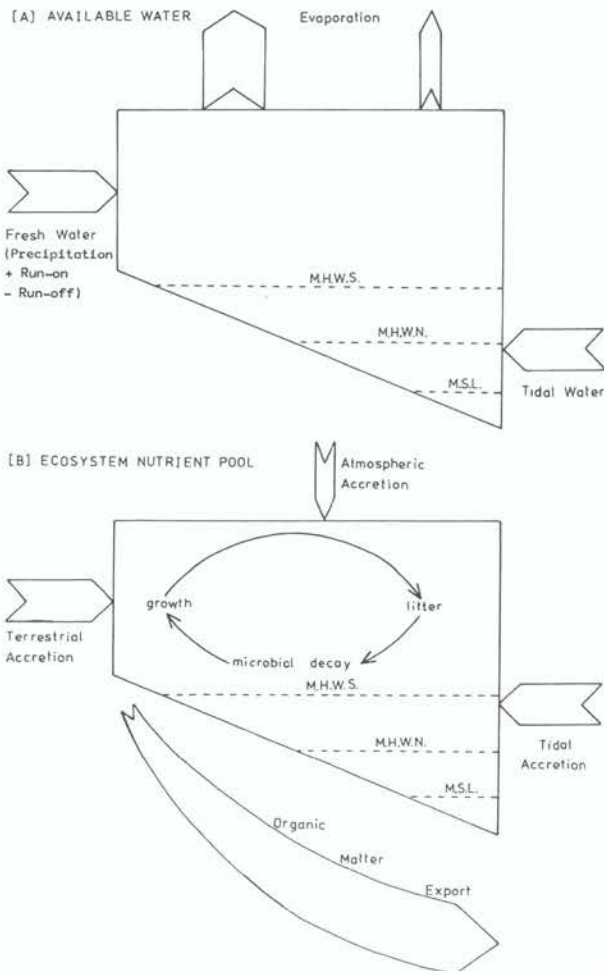 [A] AVAILABLE WATER
Evaporation
Fresh Water
(Precipitation
+ Run-on
- Run-off)
M.H.W.S.
M.H.W.N.
M.S.L.
Tidal Water
[B] ECOSYSTEM NUTRIENT POOL
Atmospheric
Accretion
growth
litter
microbial decay
Terrestrial
Accretion
M.H.W.S.
M.H.W.N.
M.S.L.
Tidal
Accretion
Organic
Matter
Export